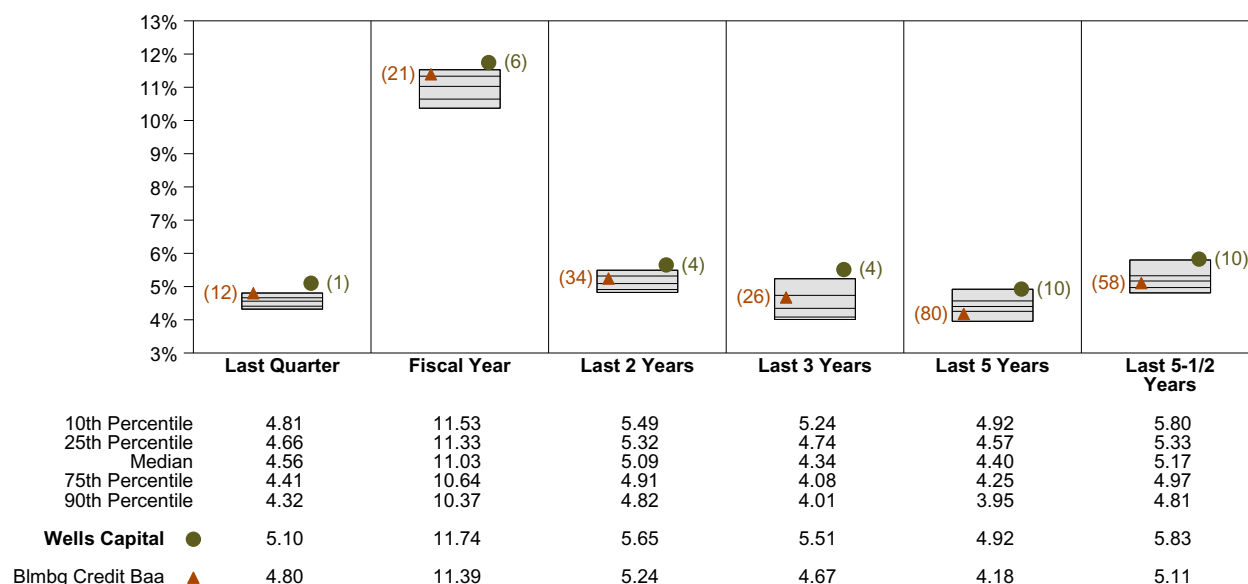 13%
12%
11%
10%
9%
8%
7%
6%
5%
4%
3%
(12) (1)
(21) (6)
(34) (4)
(26) (4)
(80) (10)
(58) (10)
Last Quarter Fiscal Year Last 2 Years Last 3 Years Last 5 Years Last 5-1/2
Years
10th Percentile 4.81 11.53 5.49 5.24 4.92 5.80
25th Percentile 4.66 11.33 5.32 4.74 4.57 5.33
Median 4.56 11.03 5.09 4.34 4.40 5.17
75th Percentile 4.41 10.64 4.91 4.08 4.25 4.97
90th Percentile 4.32 10.37 4.82 4.01 3.95 4.81
Wells Capital 5.10 11.74 5.65 5.51 4.92 5.83
Blmbg Credit Baa 4.80 11.39 5.24 4.67 4.18 5.11